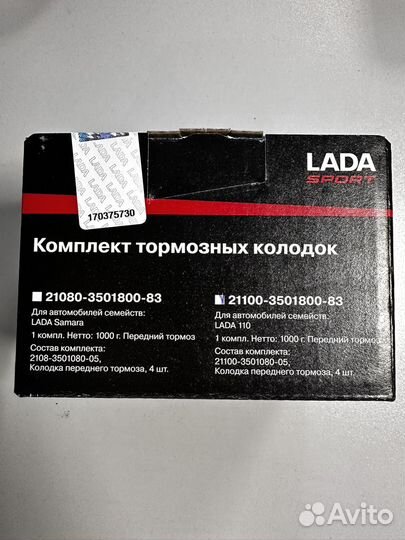 LADA
SPORT
170375730
Комплект тормозных колодок
21080-3501800-83
Для автомобилей семейств:
LADA Samara
1 компл. Нетто: 1000 г. Передний тормоз
Состав комплекта:
2108-3501080-05,
Колодка переднего тормоза, 4 шт.
21100-3501800-83
Для автомобилей семейств:
LADA 110
1 компл. Нетто: 1000 г. Передний тормоз
Состав комплекта:
21100-3501080-05,
Колодка переднего тормоза, 4 шт.
Avito